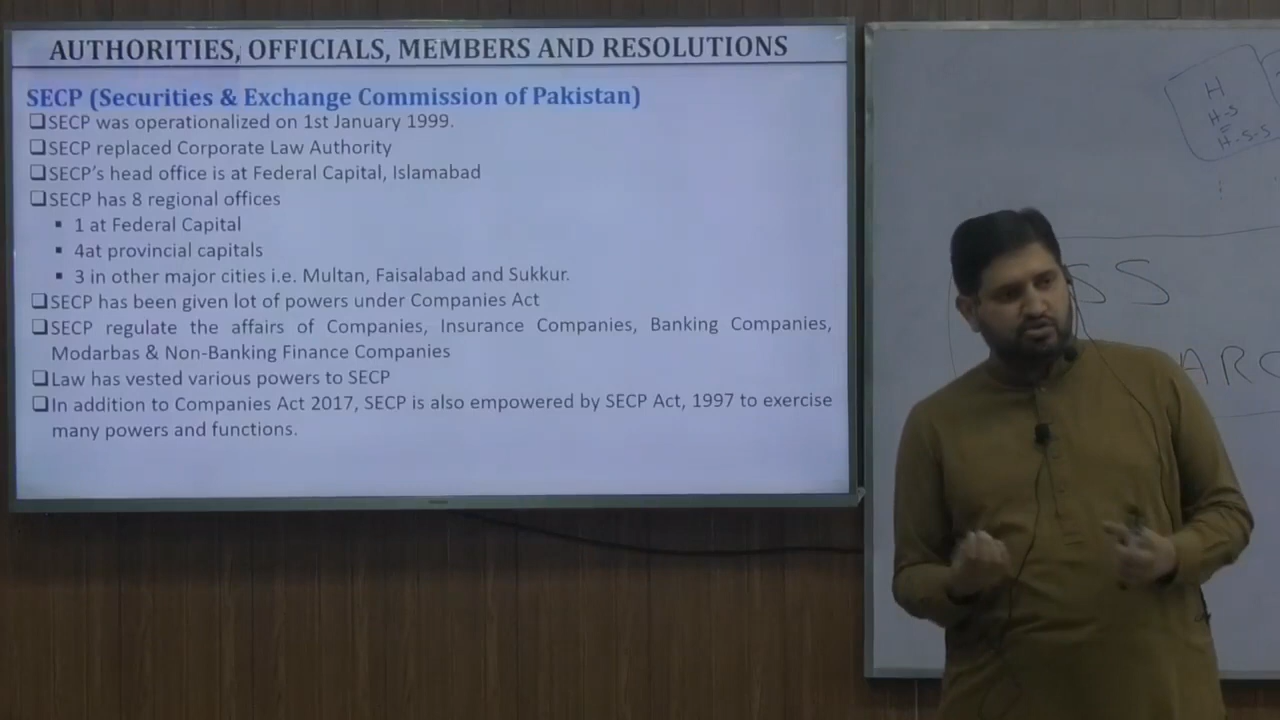 AUTHORITIES, OFFICIALS, MEMBERS AND RESOLUTIONS
SECP (Securities & Exchange Commission of Pakistan)
❑SECP was operationalized on 1st January 1999.
❑SECP replaced Corporate Law Authority
❑SECP's head office is at Federal Capital, Islamabad
❑SECP has 8 regional offices
▪ 1 at Federal Capital
▪ 4at provincial capitals
▪ 3 in other major cities i.e. Multan, Faisalabad and Sukkur.
❑SECP has been given lot of powers under Companies Act
❑SECP regulate the affairs of Companies, Insurance Companies, Banking Companies,
Modarbas & Non-Banking Finance Companies
❑Law has vested various powers to SECP
❑In addition to Companies Act 2017, SECP is also empowered by SECP Act, 1997 to exercise
many powers and functions.
H
H-S
H-S-S
SS